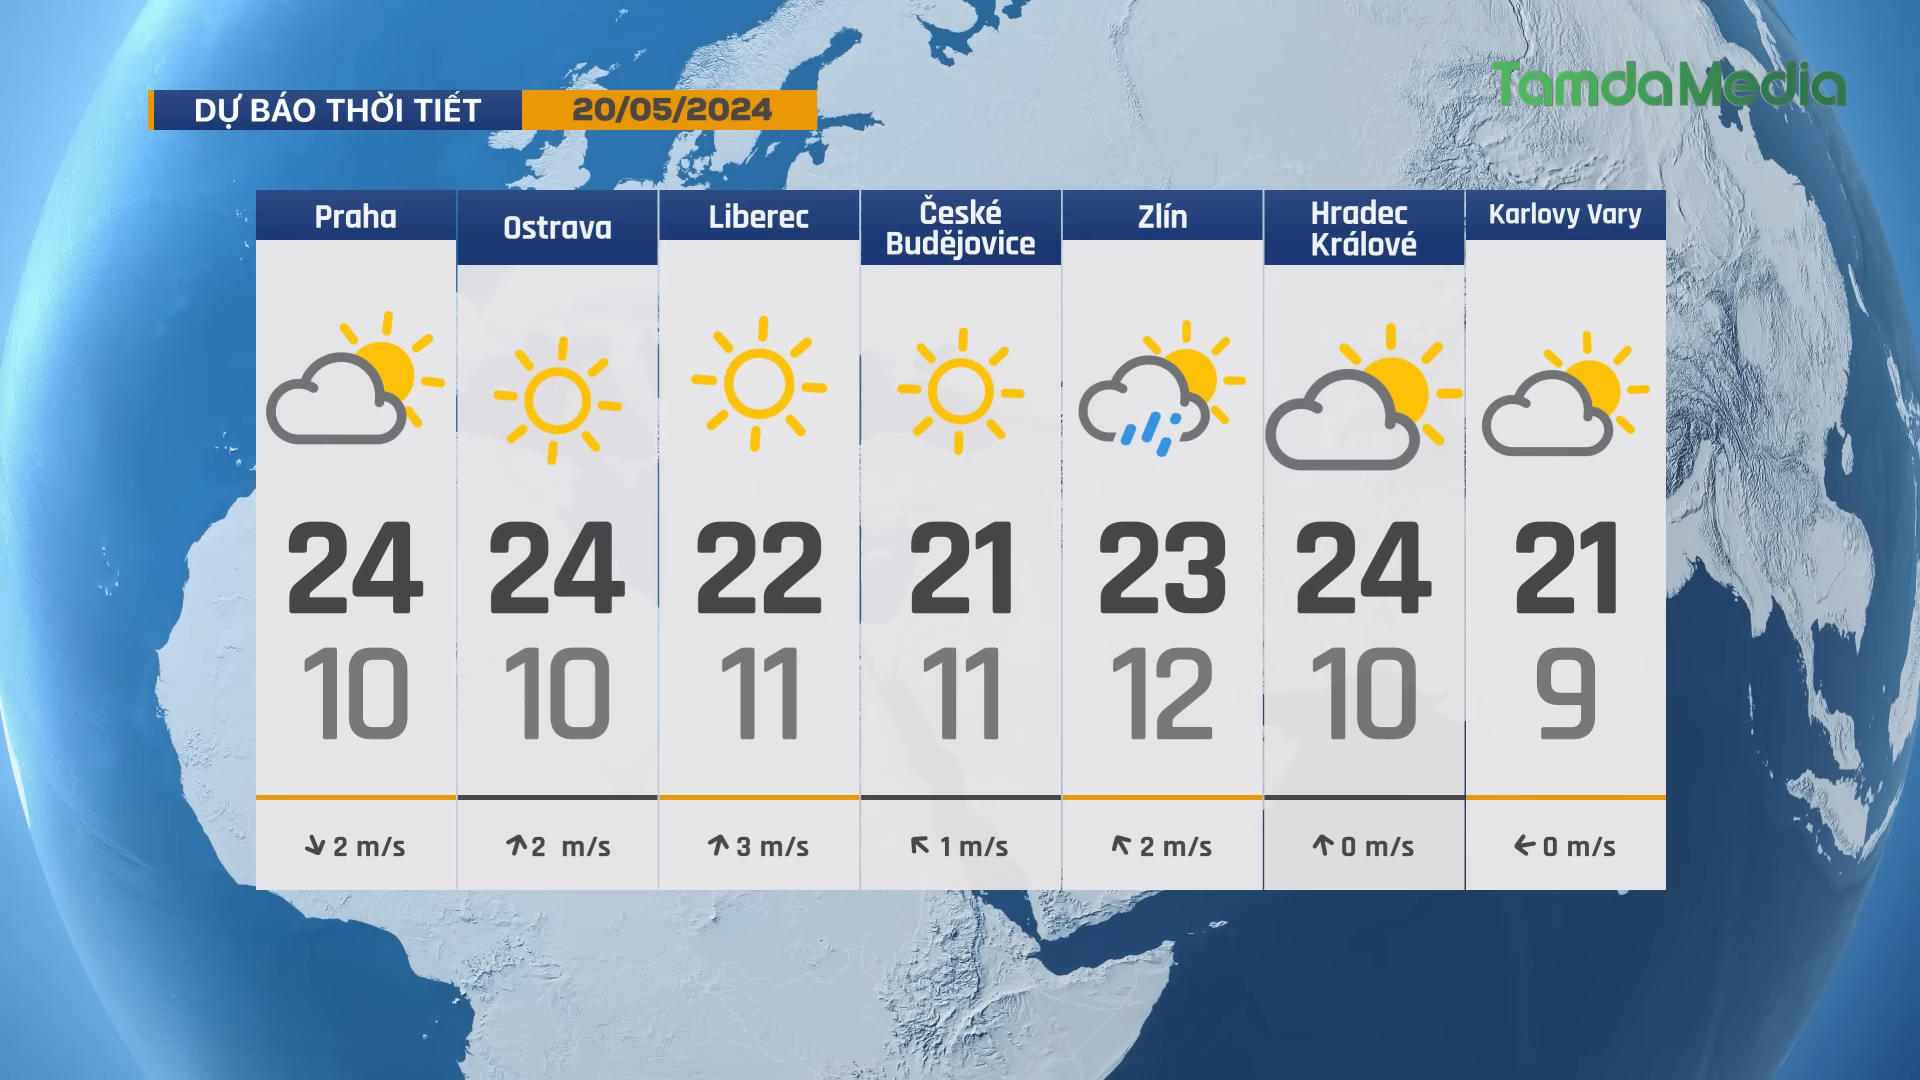 DỰ BÁO THỜI TIẾT 20/05/2024
TamdaMedia
Praha
Ostrava
Liberec
České
Budějovice
Zlín
Hradec
Králové
Karlovy Vary
24 24 22 21 23 24 21
10 10 11 11 12 10 9
2 m/s 2 m/s 3 m/s 1 m/s 2 m/s 0 m/s 0 m/s